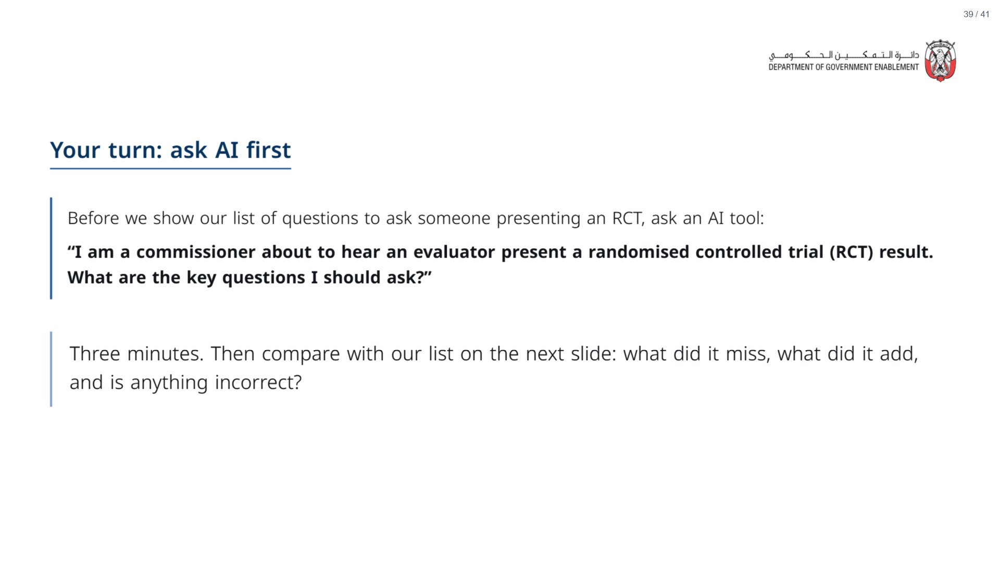 39 / 41
دائرة التمكين الحكومي
DEPARTMENT OF GOVERNMENT ENABLEMENT
Your turn: ask AI first
Before we show our list of questions to ask someone presenting an RCT, ask an AI tool:
“I am a commissioner about to hear an evaluator present a randomised controlled trial (RCT) result.
What are the key questions I should ask?”
Three minutes. Then compare with our list on the next slide: what did it miss, what did it add,
and is anything incorrect?